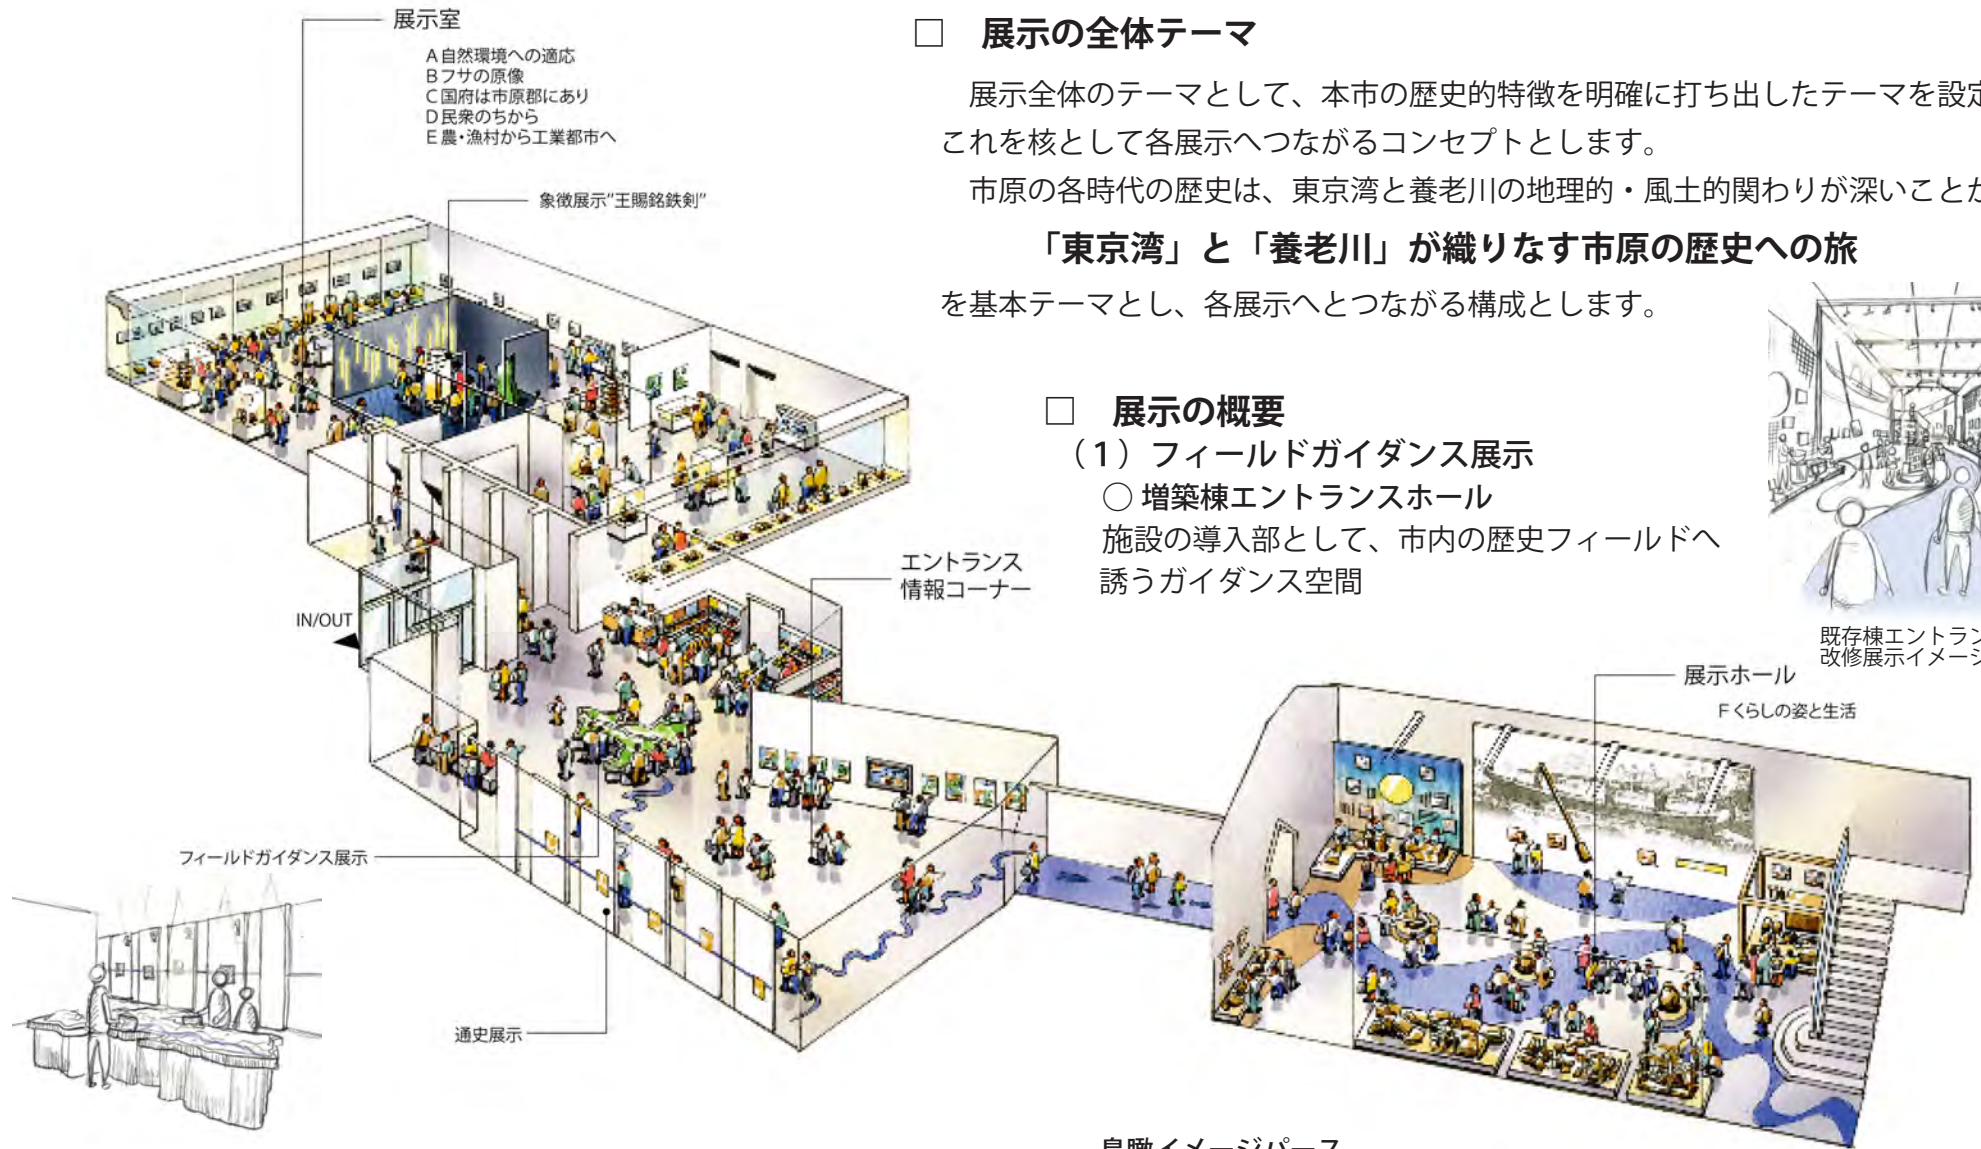 展示室
A自然環境への適応
Bフサの原像
C国府は市原郡にあり
D民衆のちから
E農・漁村から工業都市へ
象徴展示"王賜銘鉄剣"
□　展示の全体テーマ
展示全体のテーマとして、本市の歴史的特徴を明確に打ち出したテーマを設定
これを核として各展示へつながるコンセプトとします。
市原の各時代の歴史は、東京湾と養老川の地理的・風土的関わりが深いことか
「東京湾」と「養老川」が織りなす市原の歴史への旅
を基本テーマとし、各展示へとつながる構成とします。
□　展示の概要
（１）フィールドガイダンス展示
○ 増築棟エントランスホール
施設の導入部として、市内の歴史フィールドへ
誘うガイダンス空間
エントランス
情報コーナー
IN/OUT
既存棟エントラン
改修展示イメージ
展示ホール
Fくらしの姿と生活
フィールドガイダンス展示
通史展示
鳥瞰イメージパース